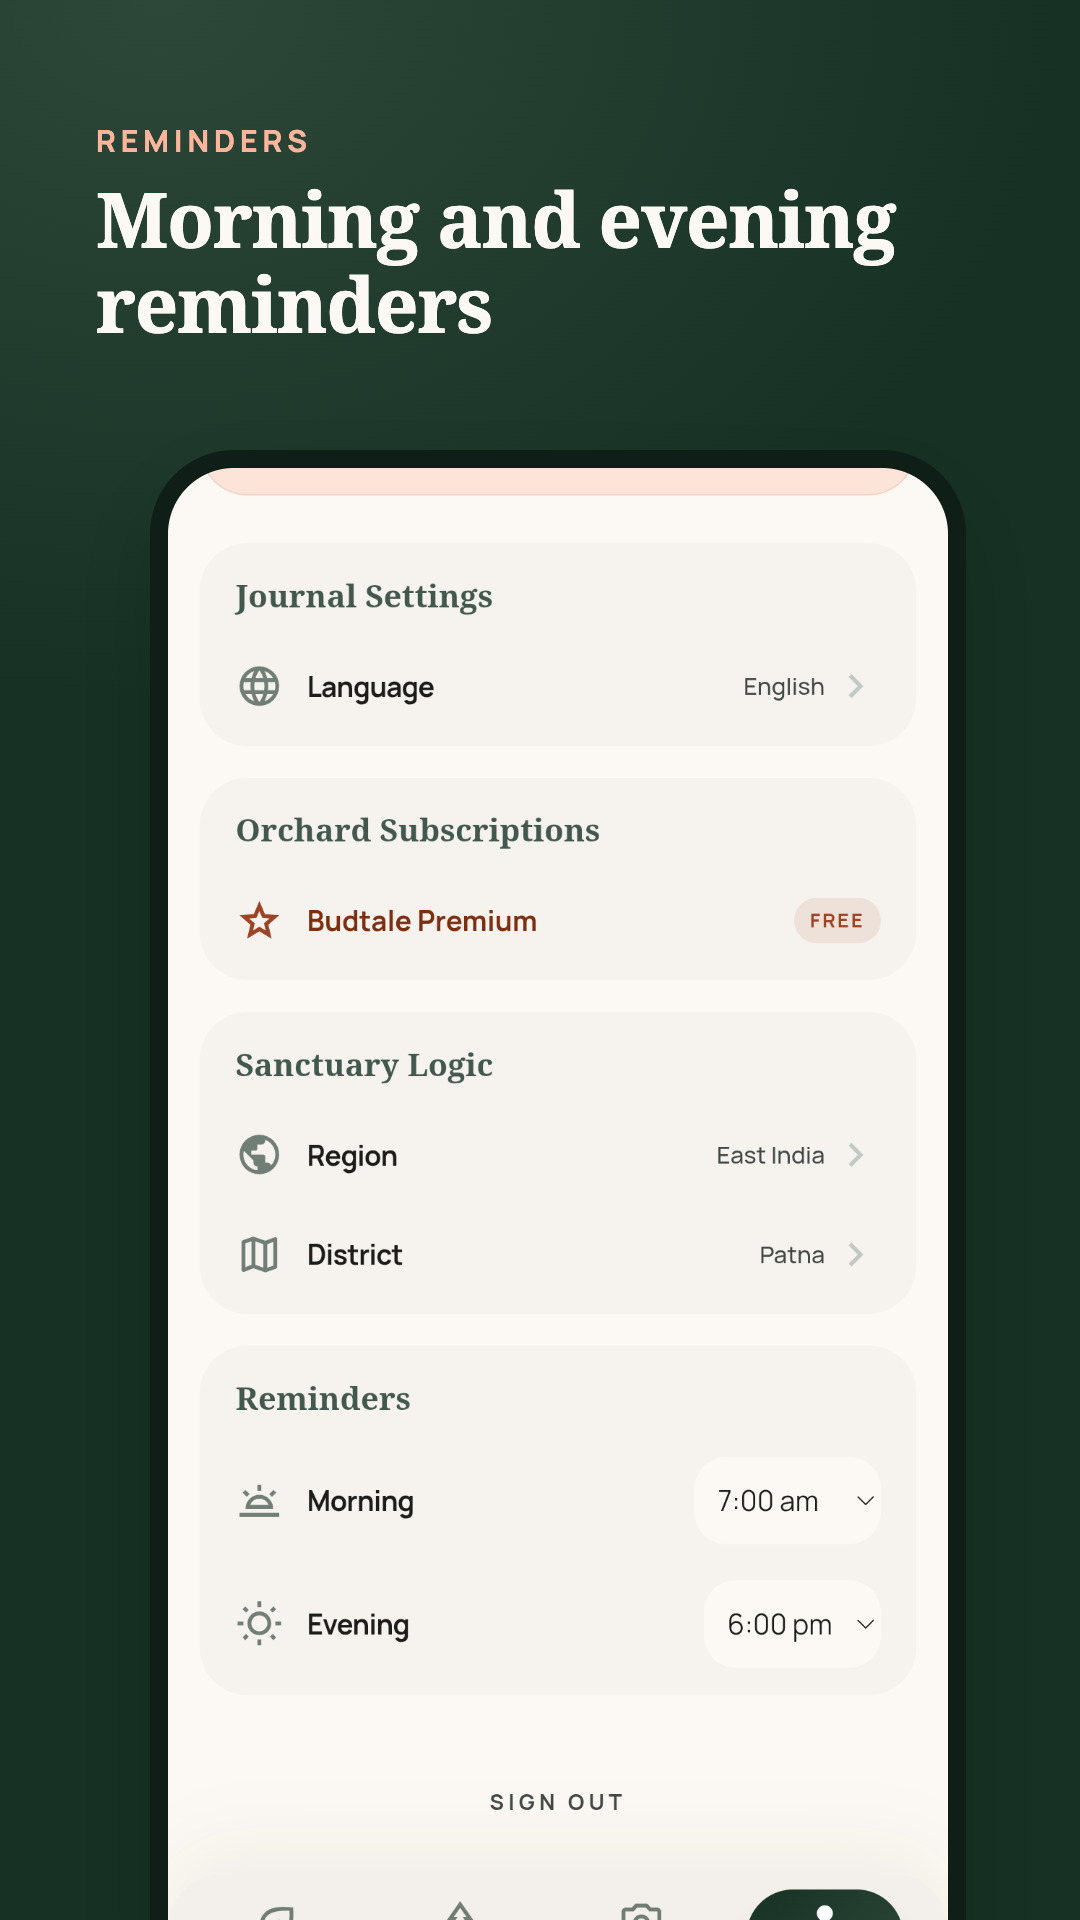 REMINDERS
Morning and evening
reminders
Journal Settings
Language English
Orchard Subscriptions
Budtale Premium FREE
Sanctuary Logic
Region East India
District Patna
Reminders
Morning 7:00 am
Evening 6:00 pm
SIGN OUT